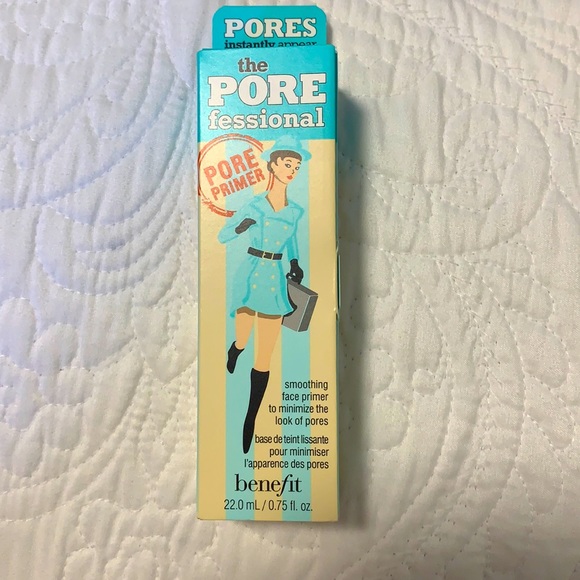 PORES
instantly appear
the
PORE
fessional
PORE
PRIMER
smoothing
face primer
to minimize the
look of pores
base de teint lissante
pour minimiser
l'apparence des pores
benefit
22.0 mL / 0.75 fl. oz.